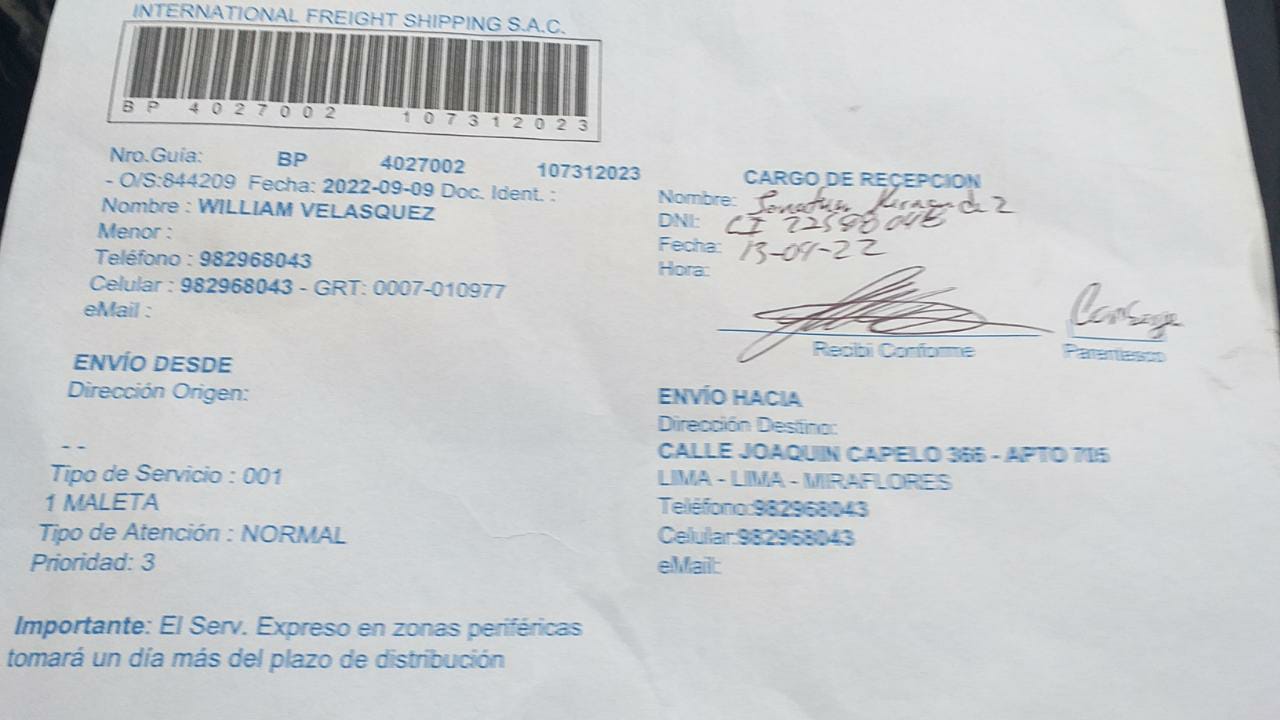 INTERNATIONAL FREIGHT SHIPPING S.A.C.
BP 4027002 107312023
Nro.Guía: BP 4027002 107312023
- O/S:844209 Fecha: 2022-09-09 Doc. Ident. :
Nombre : WILLIAM VELASQUEZ
Menor :
Teléfono : 982968043
Celular : 982968043 - GRT: 0007-010977
eMail :
ENVÍO DESDE
Dirección Origen:
- -
Tipo de Servicio : 001
1 MALETA
Tipo de Atención : NORMAL
Prioridad: 3
Importante: El Serv. Expreso en zonas periféricas
tomará un día más del plazo de distribución
CARGO DE RECEPCION
Nombre:
DNI: CI
Fecha: 13-09-22
Hora:
Recibi Conforme
Parentesco
ENVÍO HACIA
Dirección Destino:
CALLE JOAQUIN CAPELO 366 - APTO 705
LIMA - LIMA - MIRAFLORES
Teléfono:982968043
Celular:982968043
eMail: